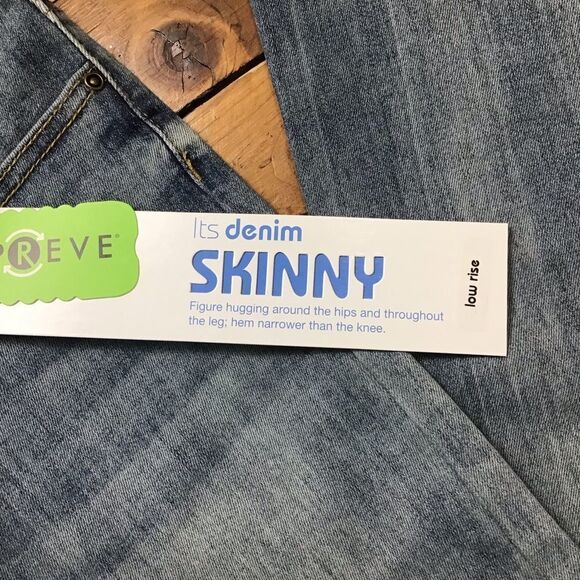 PREVE®
Its denim
SKINNY
Figure hugging around the hips and throughout
the leg; hem narrower than the knee.
low rise